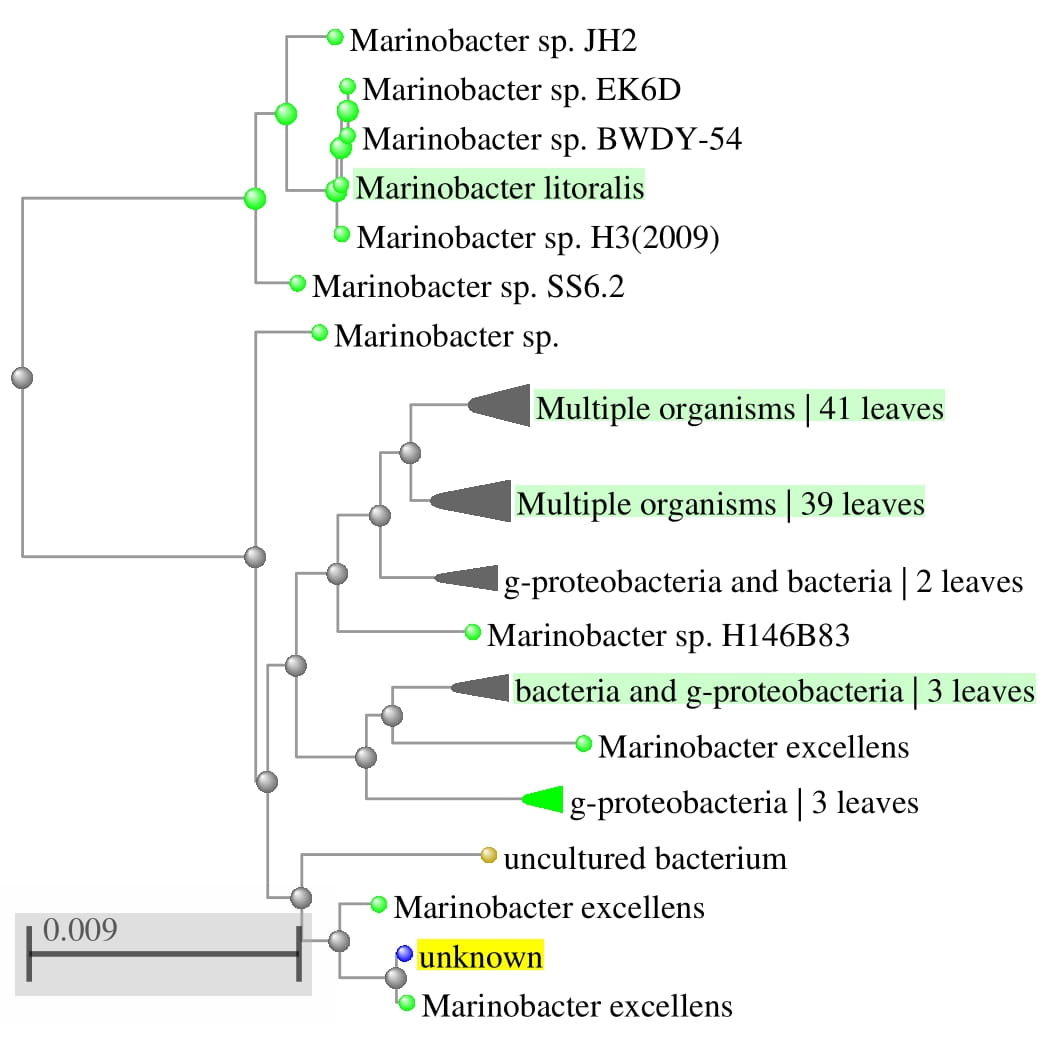 Marinobacter sp. JH2
Marinobacter sp. EK6D
Marinobacter sp. BWDY-54
Marinobacter litoralis
Marinobacter sp. H3(2009)
Marinobacter sp. SS6.2
Marinobacter sp.
Multiple organisms | 41 leaves
Multiple organisms | 39 leaves
g-proteobacteria and bacteria | 2 leaves
Marinobacter sp. H146B83
bacteria and g-proteobacteria | 3 leaves
Marinobacter excellens
g-proteobacteria | 3 leaves
uncultured bacterium
Marinobacter excellens
0.009
unknown
Marinobacter excellens